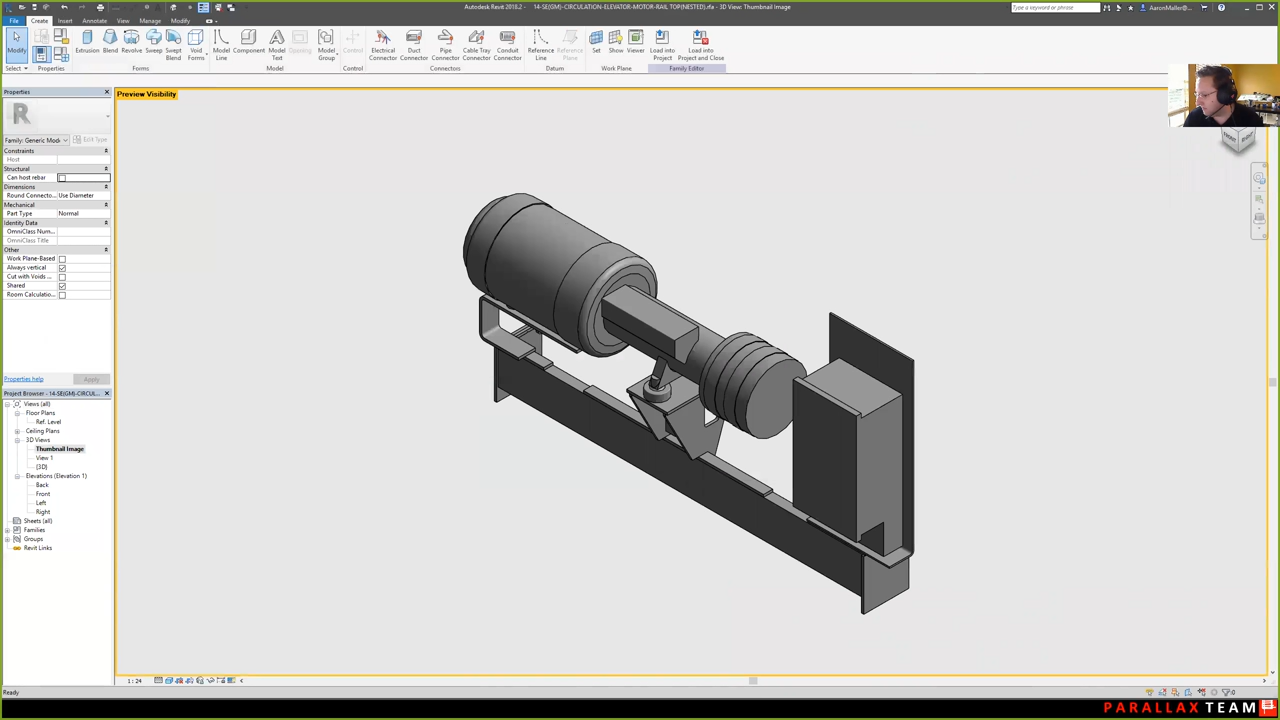 Autodesk Revit 2018.2 - 14-SE(GM)-CIRCULATION-ELEVATOR-MOTOR-RAIL TOP(NESTED).rfa - 3D View: Thumbnail Image
Type a keyword or phrase
AaronMaller@...
File Create Insert Annotate View Manage Modify
Modify
Extrusion Blend Revolve Sweep Swept Blend Void Forms
Model Line Component Model Text Opening Model Group
Control
Electrical Connector Duct Connector Pipe Connector Cable Tray Connector Conduit Connector
Reference Line Reference Plane
Set Show Viewer
Load into Project Load into Project and Close
Select Properties Forms Model Control Connectors Datum Work Plane Family Editor
Properties
Preview Visibility
R
Family: Generic Mod Edit Type
Constraints
Host
Structural
Can host rebar
Dimensions
Round Connecto... Use Diameter
Mechanical
Part Type Normal
Identity Data
OmniClass Num...
OmniClass Title
Other
Work Plane-Based
Always vertical
Cut with Voids ...
Shared
Room Calculatio...
Properties help Apply
Project Browser - 14-SE(GM)-CIRCUL...
Views (all)
Floor Plans
Ref. Level
Ceiling Plans
3D Views
Thumbnail Image
View 1
{3D}
Elevations (Elevation 1)
Back
Front
Left
Right
Sheets (all)
Families
Groups
Revit Links
1 : 24
Ready
:0
PARALLAX TEAM